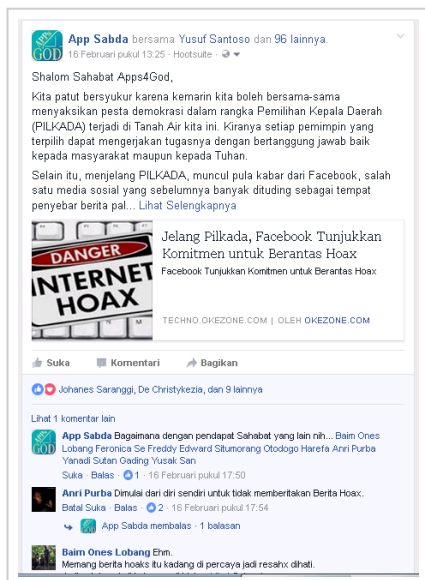 App Sabda bersama Yusuf Santoso dan 96 lainnya.
16 Februari pukul 13:25 · Hootsuite ·
Shalom Sahabat Apps4God,
Kita patut bersyukur karena kemarin kita boleh bersama-sama
menyaksikan pesta demokrasi dalam rangka Pemilihan Kepala Daerah
(PILKADA) terjadi di Tanah Air kita ini. Kiranya setiap pemimpin yang
terpilih dapat mengerjakan tugasnya dengan bertanggung jawab baik
kepada masyarakat maupun kepada Tuhan.
Selain itu, menjelang PILKADA, muncul pula kabar dari Facebook, salah
satu media sosial yang sebelumnya banyak dituding sebagai tempat
penyebar berita pal... Lihat Selengkapnya
DANGER
INTERNET
HOAX
Jelang Pilkada, Facebook Tunjukkan
Komitmen untuk Berantas Hoax
Facebook Tunjukkan Komitmen untuk Berantas Hoax
TECHNO.OKEZONE.COM | OLEH OKEZONE.COM
Suka Komentari Bagikan
Johanes Saranggi, De Christykezia, dan 9 lainnya
Lihat 1 komentar lain
App Sabda Bagaimana dengan pendapat Sahabat yang lain nih... Baim Ones
Lobang Feronica Se Freddy Edward Situmorang Otodogo Harefa Anri Purba
Yanadi Sutan Gading Yusak San
Suka · Balas · 1 · 16 Februari pukul 17:50
Anri Purba Dimulai dari diri sendiri untuk tidak memberitakan Berita Hoax.
Batal Suka · Balas · 2 · 16 Februari pukul 17:54
App Sabda membalas · 1 balasan
Baim Ones Lobang Ehm.
Memang berita hoaks itu kadang di percaya jadi resahx dihati.